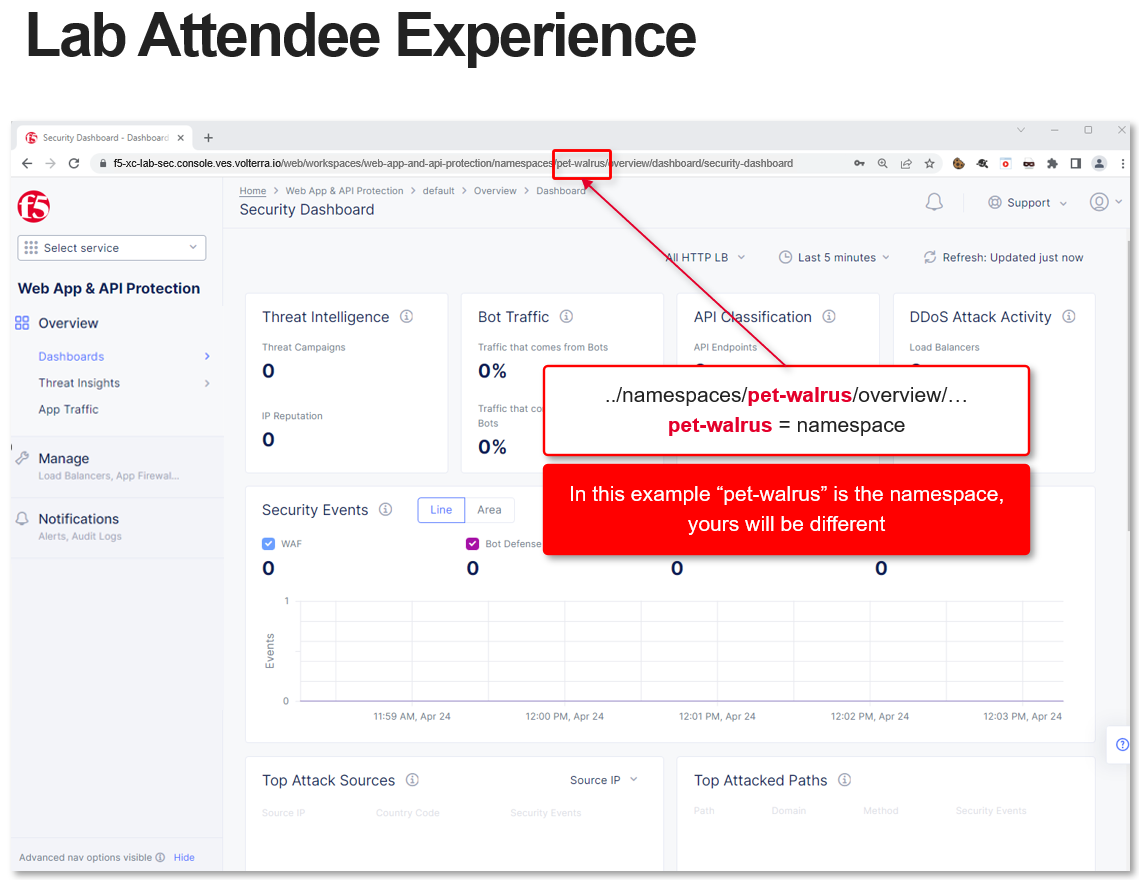 Lab Attendee Experience
Security Dashboard - Dashboard
f5-xc-lab-sec.console.ves.volterra.io/web/workspaces/web-app-and-api-protection/namespaces/pet-walrus/overview/dashboard/security-dashboard
f5
Home > Web App & API Protection > default > Overview > Dashboard
Security Dashboard
Support
Select service
All HTTP LB
Last 5 minutes
Refresh: Updated just now
Web App & API Protection
Overview
Dashboards
Threat Insights
App Traffic
Manage
Load Balancers, App Firewal...
Notifications
Alerts, Audit Logs
Threat Intelligence
Threat Campaigns
0
IP Reputation
0
Bot Traffic
Traffic that comes from Bots
0%
Traffic that co
Bots
0%
API Classification
API Endpoints
DDoS Attack Activity
Load Balancers
../namespaces/pet-walrus/overview/…
pet-walrus = namespace
In this example “pet-walrus” is the namespace,
yours will be different
Security Events
Line
Area
WAF
0
Bot Defense
0
0
0
Events
1
0
11:59 AM, Apr 24
12:00 PM, Apr 24
12:01 PM, Apr 24
12:02 PM, Apr 24
12:03 PM, Apr 24
Top Attack Sources
Source IP
Source IP
Country Code
Security Events
Top Attacked Paths
Path
Domain
Method
Security Events
Advanced nav options visible
Hide